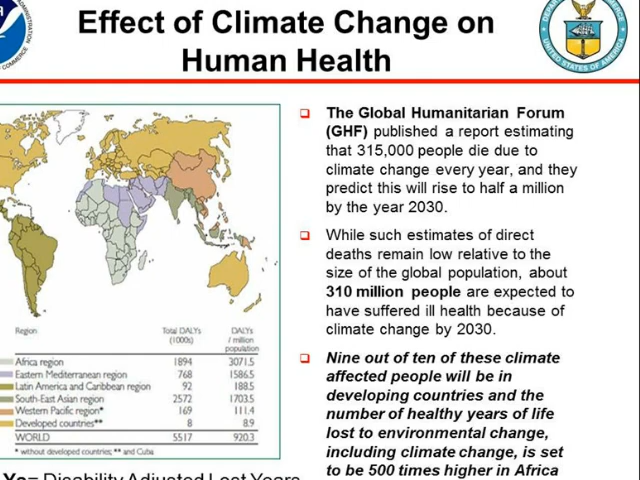 Effect of Climate Change on
Human Health
The Global Humanitarian Forum
(GHF) published a report estimating
that 315,000 people die due to
climate change every year, and they
predict this will rise to half a million
by the year 2030.
While such estimates of direct
deaths remain low relative to the
size of the global population, about
310 million people are expected to
have suffered ill health because of
climate change by 2030.
Nine out of ten of these climate
affected people will be in
developing countries and the
number of healthy years of life
lost to environmental change,
including climate change, is set
to be 500 times higher in Africa
Region Total DALYs DALYs
(1000s) / million
population
Africa region 1894 3071.5
Eastern Mediterranean region 768 1586.5
Latin America and Caribbean region 92 188.5
South-East Asian region 2572 1703.5
Western Pacific region* 169 111.4
Developed countries** 8 8.9
WORLD 5517 920.3
* without developed countries; ** and Cuba
Ys= Disability Adjusted Lost Years
UNITED STATES OF AMERICA